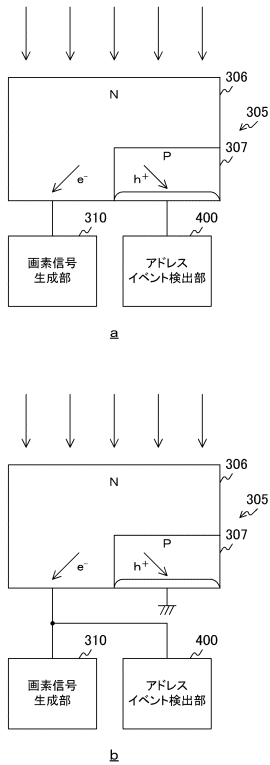 306
N
305
307
P
e⁻
h⁺
310
400
画素信号
生成部
アドレス
イベント検出部
a
306
N
305
307
P
e⁻
h⁺
310
400
画素信号
生成部
アドレス
イベント検出部
b